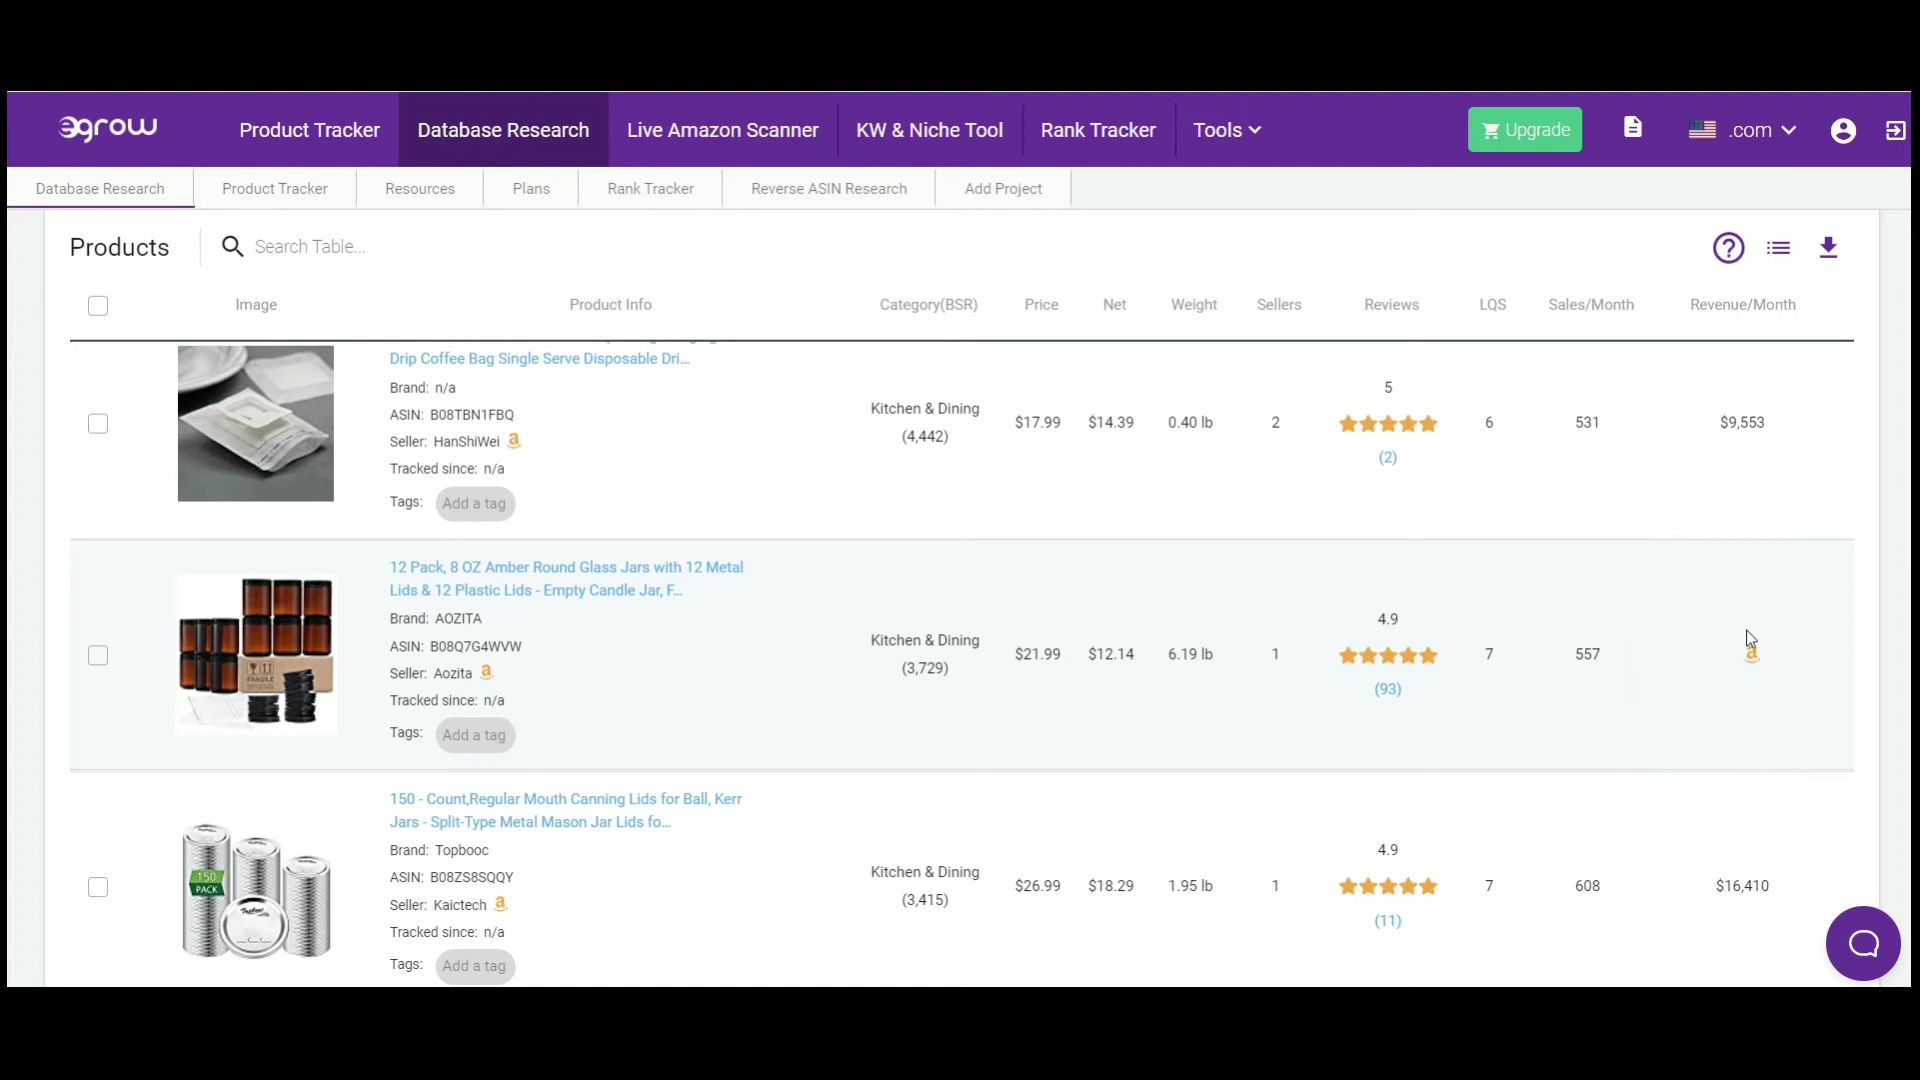 egrow
Product Tracker
Database Research
Live Amazon Scanner
KW & Niche Tool
Rank Tracker
Tools
Upgrade
.com
Database Research
Product Tracker
Resources
Plans
Rank Tracker
Reverse ASIN Research
Add Project
Products
Search Table...
Image
Product Info
Category(BSR)
Price
Net
Weight
Sellers
Reviews
LQS
Sales/Month
Revenue/Month
Drip Coffee Bag Single Serve Disposable Dri...
Brand: n/a
ASIN: B08TBN1FBQ
Seller: HanShiWei
Tracked since: n/a
Tags: Add a tag
Kitchen & Dining
(4,442)
$17.99
$14.39
0.40 lb
2
5
(2)
6
531
$9,553
12 Pack, 8 OZ Amber Round Glass Jars with 12 Metal
Lids & 12 Plastic Lids - Empty Candle Jar, F...
Brand: AOZITA
ASIN: B08Q7G4WVW
Seller: Aozita
Tracked since: n/a
Tags: Add a tag
FRAGILE
Kitchen & Dining
(3,729)
$21.99
$12.14
6.19 lb
1
4.9
(93)
7
557
150 - Count,Regular Mouth Canning Lids for Ball, Kerr
Jars - Split-Type Metal Mason Jar Lids fo...
Brand: Topbooc
ASIN: B08ZS8SQQY
Seller: Kaictech
Tracked since: n/a
Tags: Add a tag
150
PACK
Kitchen & Dining
(3,415)
$26.99
$18.29
1.95 lb
1
4.9
(11)
7
608
$16,410